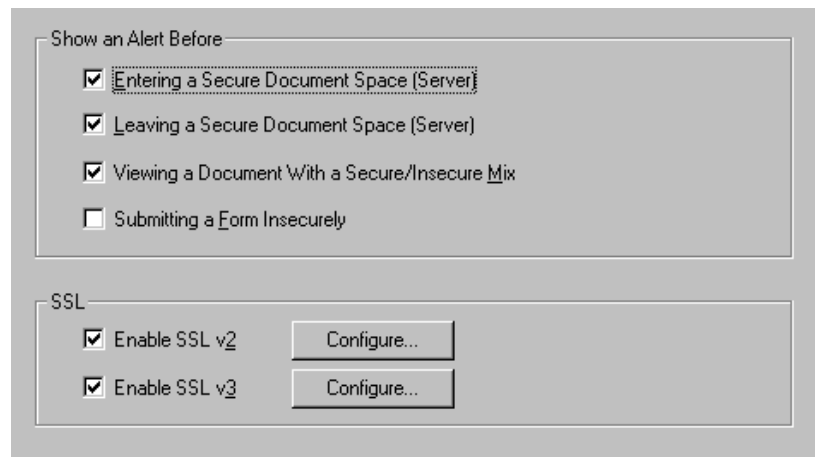 Show an Alert Before
Entering a Secure Document Space (Server)
Leaving a Secure Document Space (Server)
Viewing a Document With a Secure/Insecure Mix
Submitting a Form Insecurely
SSL
Enable SSL v2 Configure...
Enable SSL v3 Configure...